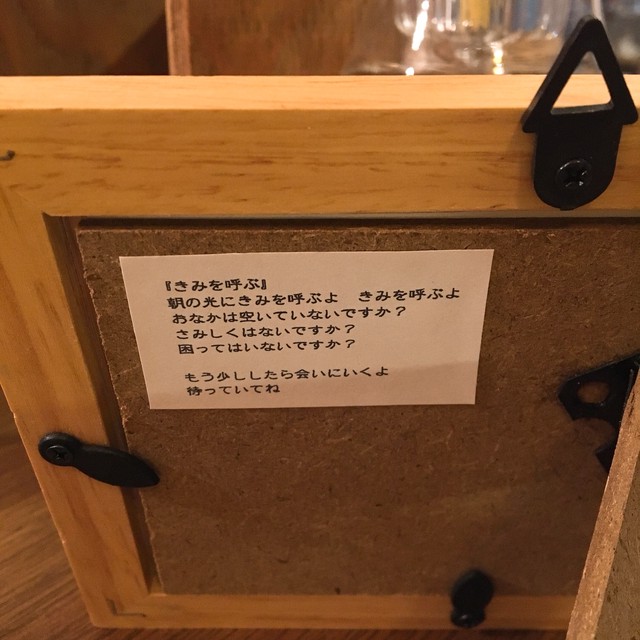 『きみを呼ぶ』
朝の光にきみを呼ぶよ　きみを呼ぶよ
おなかは空いていないですか？
さみしくはないですか？
困ってはいないですか？
もう少ししたら会いにいくよ
待っていてね